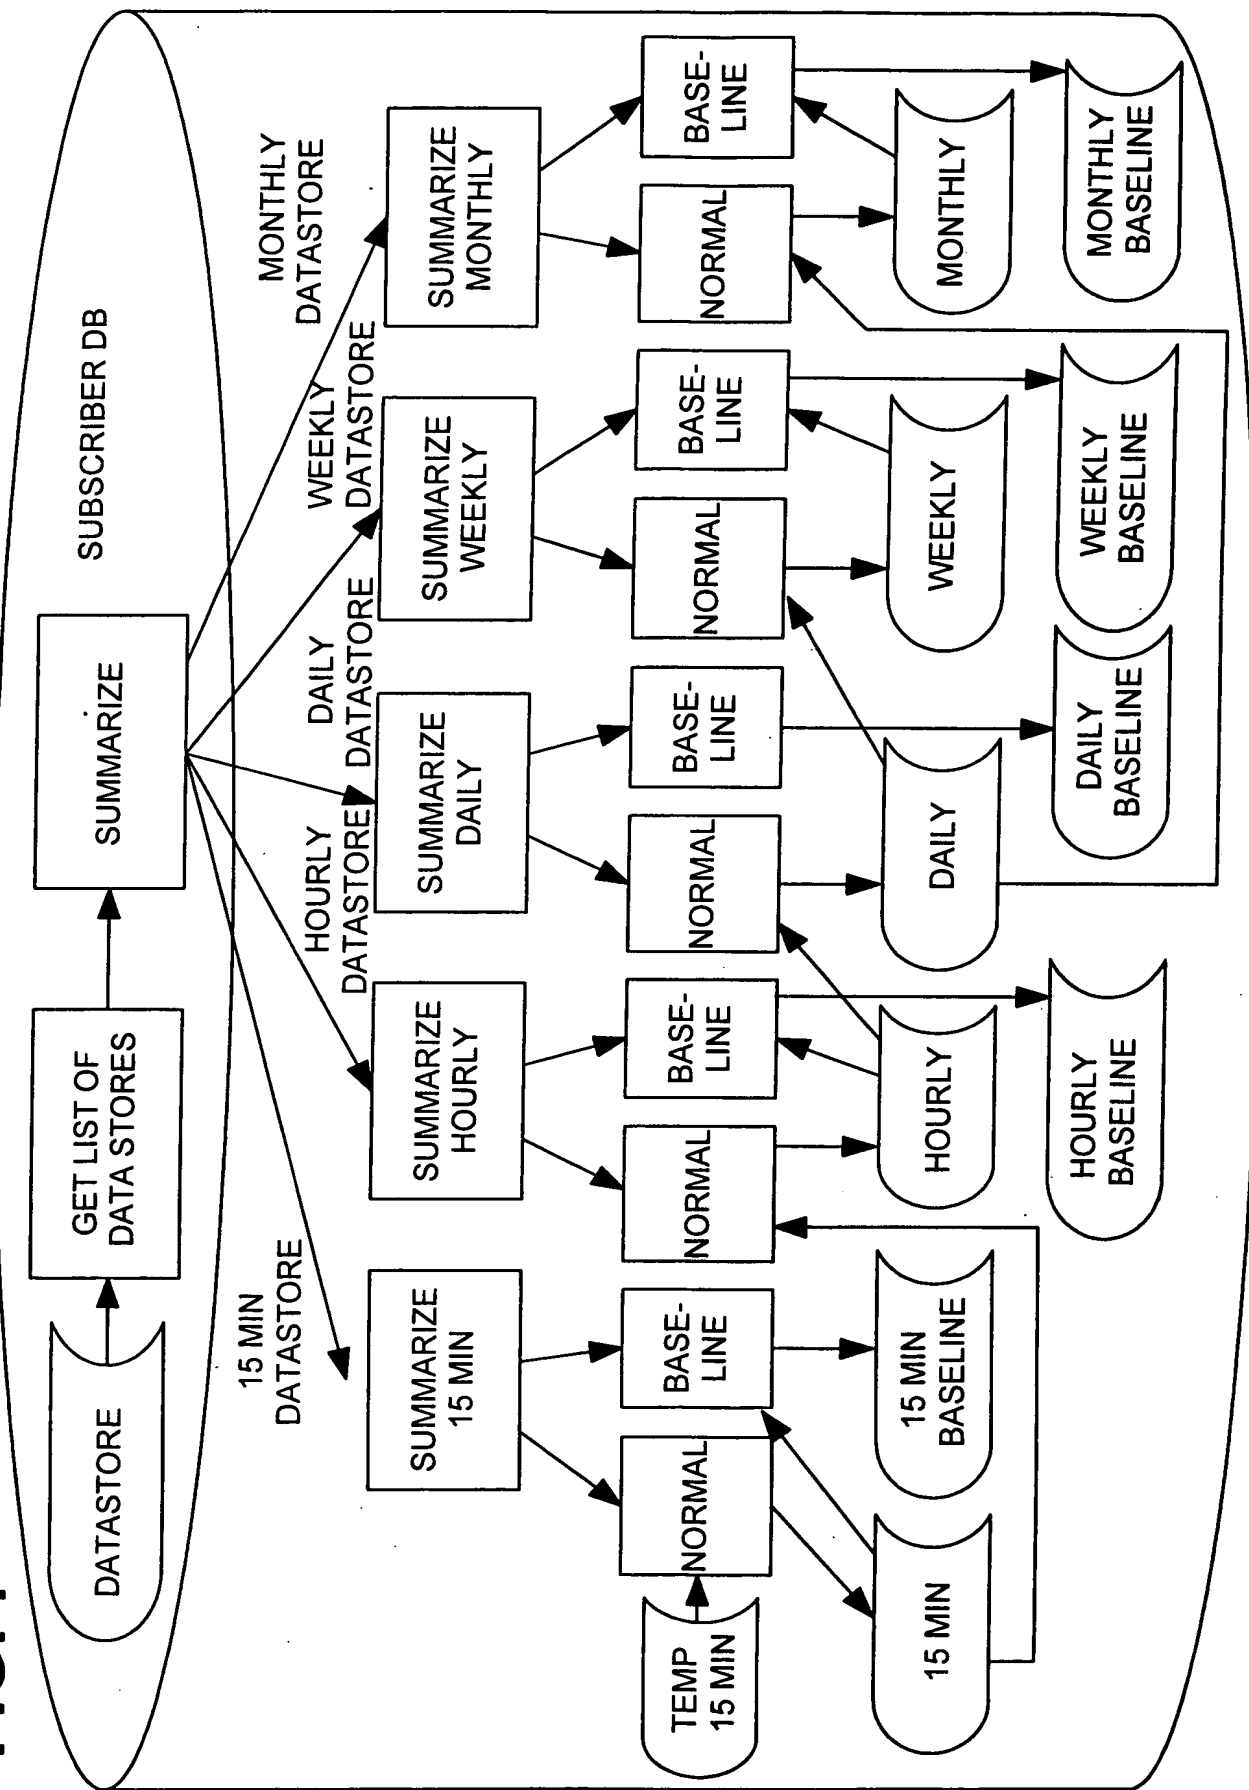 SUBSCRIBER DB
DATASTORE
GET LIST OF
DATA STORES
SUMMARIZE
15 MIN
DATASTORE
HOURLY
DATASTORE
DAILY
DATASTORE
WEEKLY
DATASTORE
MONTHLY
DATASTORE
SUMMARIZE
15 MIN
SUMMARIZE
HOURLY
SUMMARIZE
DAILY
SUMMARIZE
WEEKLY
SUMMARIZE
MONTHLY
TEMP
15 MIN
NORMAL
BASE-
LINE
NORMAL
BASE-
LINE
NORMAL
BASE-
LINE
NORMAL
BASE-
LINE
NORMAL
BASE-
LINE
15 MIN
15 MIN
BASELINE
HOURLY
DAILY
WEEKLY
MONTHLY
HOURLY
BASELINE
DAILY
BASELINE
WEEKLY
BASELINE
MONTHLY
BASELINE